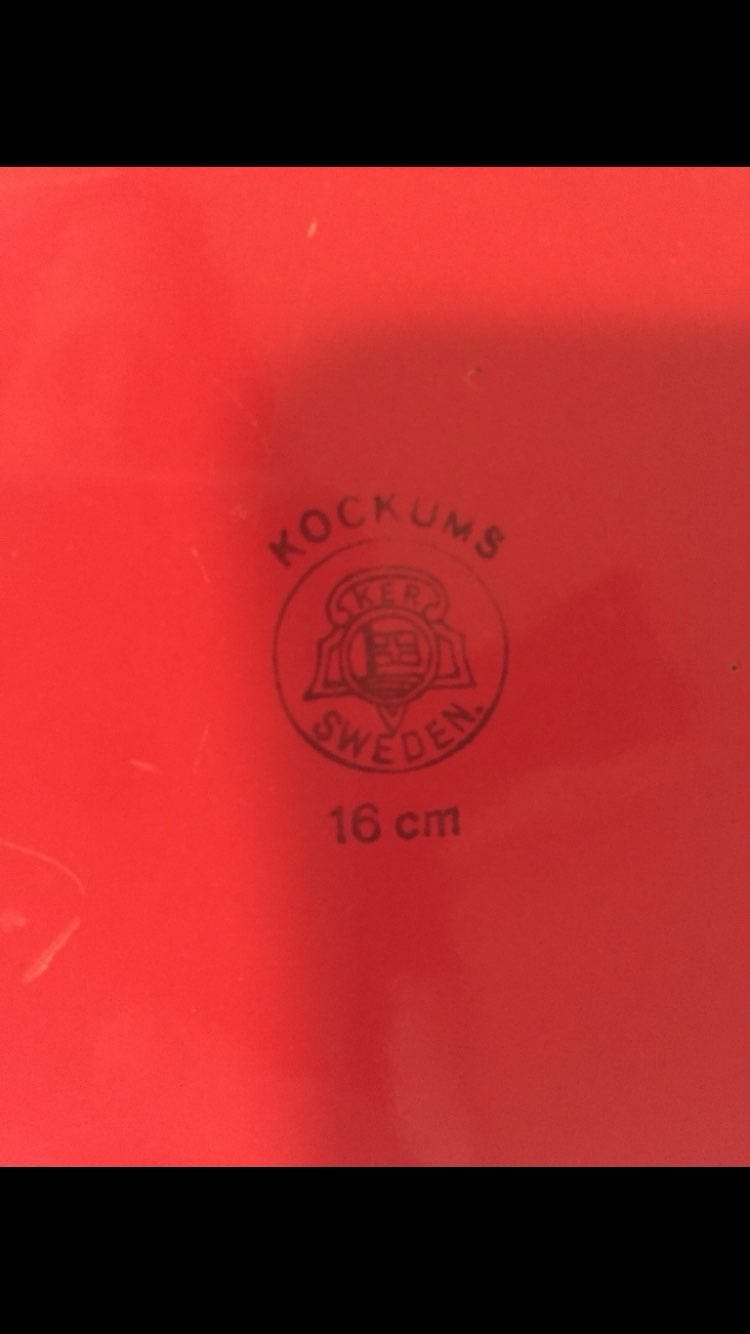 KOCKUMS
KER
SWEDEN.
16 cm